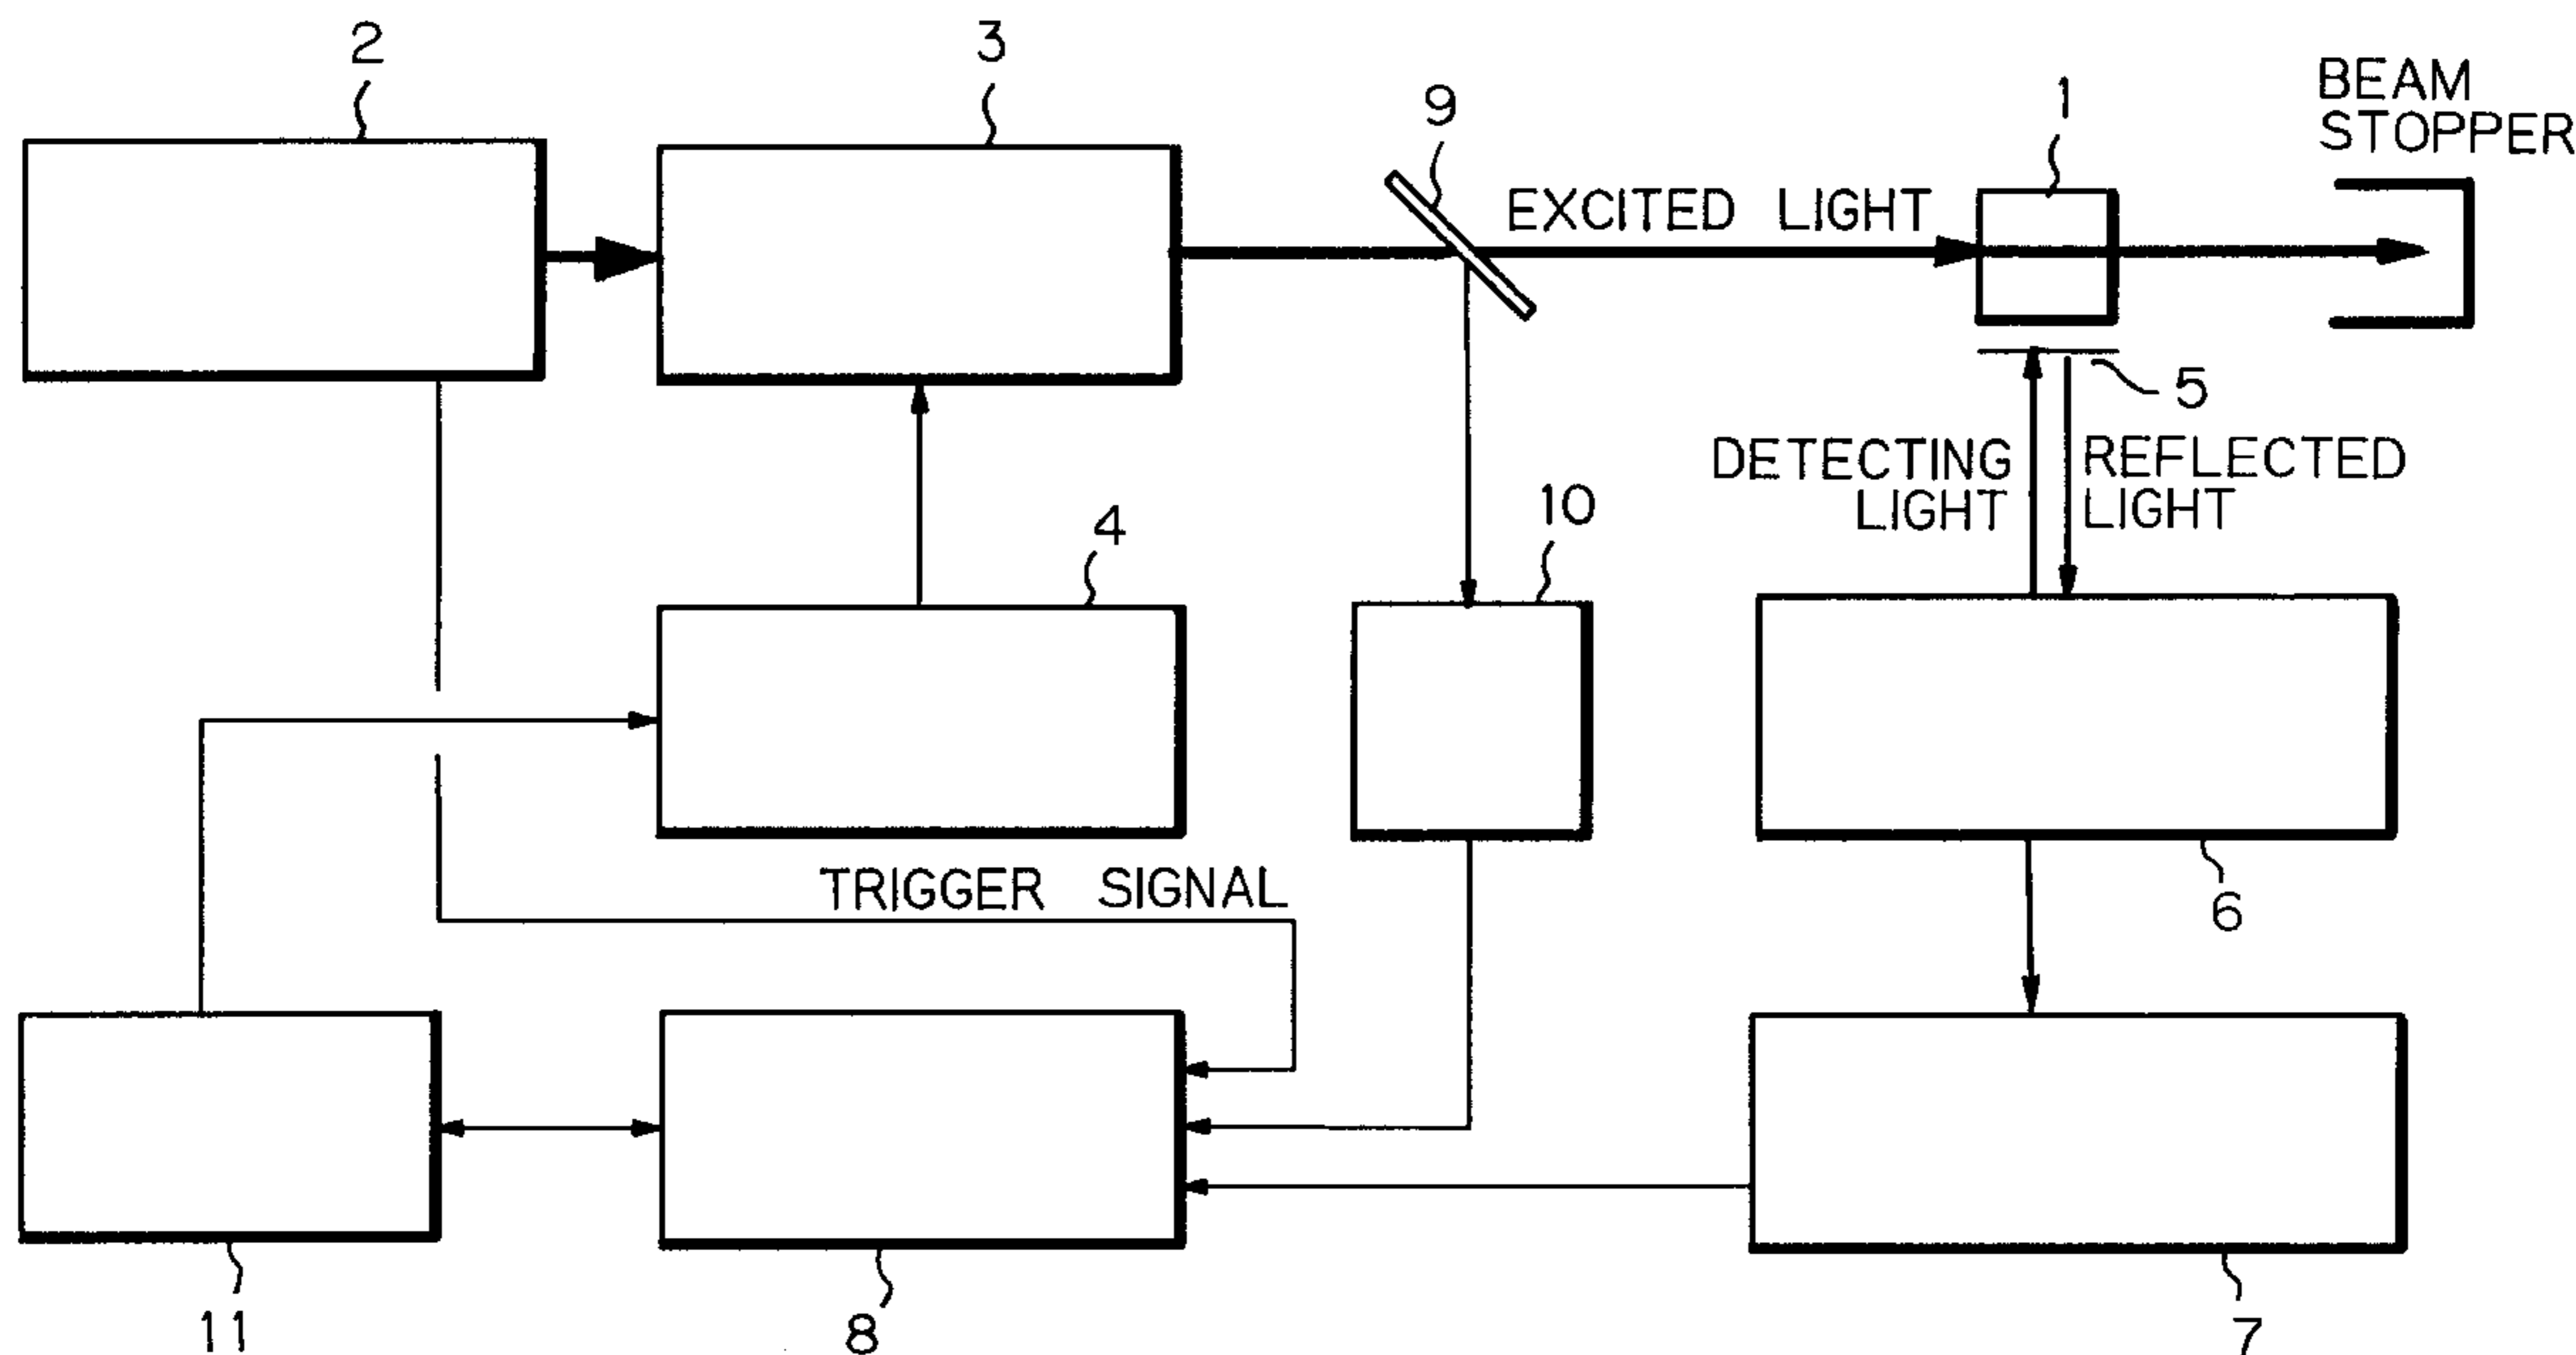 2
3
9
1
BEAM
STOPPER
EXCITED LIGHT
5
DETECTING
LIGHT
REFLECTED
LIGHT
4
10
TRIGGER SIGNAL
6
11
8
7